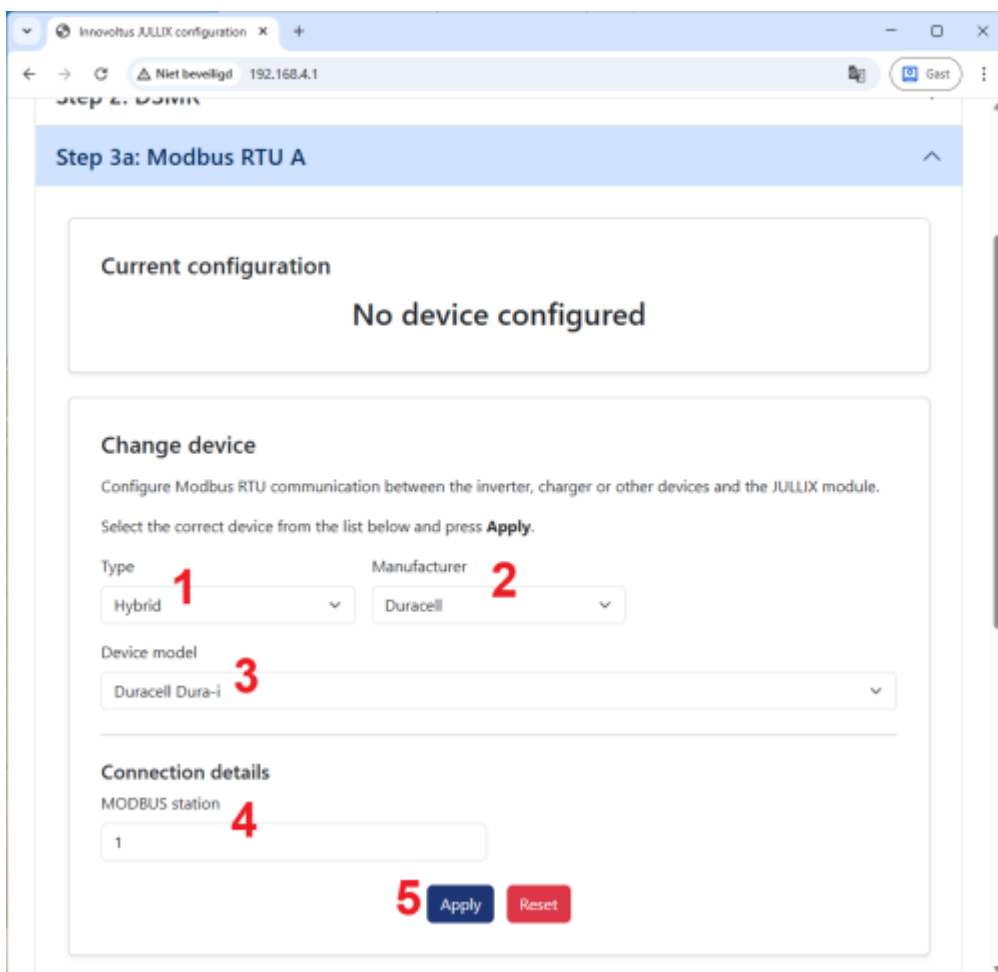 Innovoltus JULLIX configuration
Niet beveiligd 192.168.4.1 Gast
Step 2: DSMR
Step 3a: Modbus RTU A
Current configuration
No device configured
Change device
Configure Modbus RTU communication between the inverter, charger or other devices and the JULLIX module.
Select the correct device from the list below and press Apply.
Type Manufacturer
1 2
Hybrid Duracell
Device model
3
Duracell Dura-i
Connection details
MODBUS station
4
1
5 Apply Reset